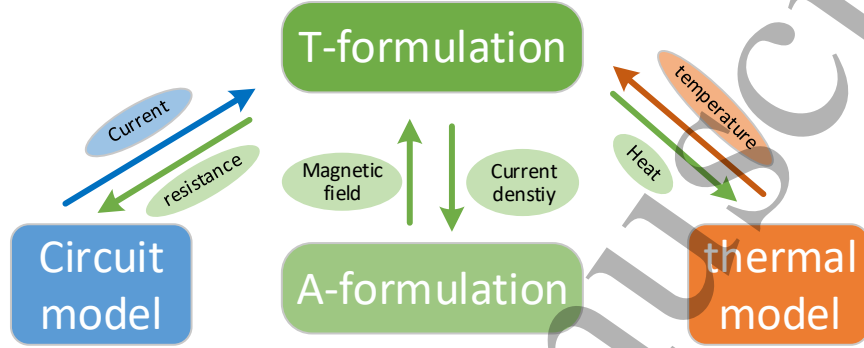 T-formulation
Current
resistance
Magnetic
field
Current
denstiy
Heat
temperature
Circuit
model
A-formulation
thermal
model